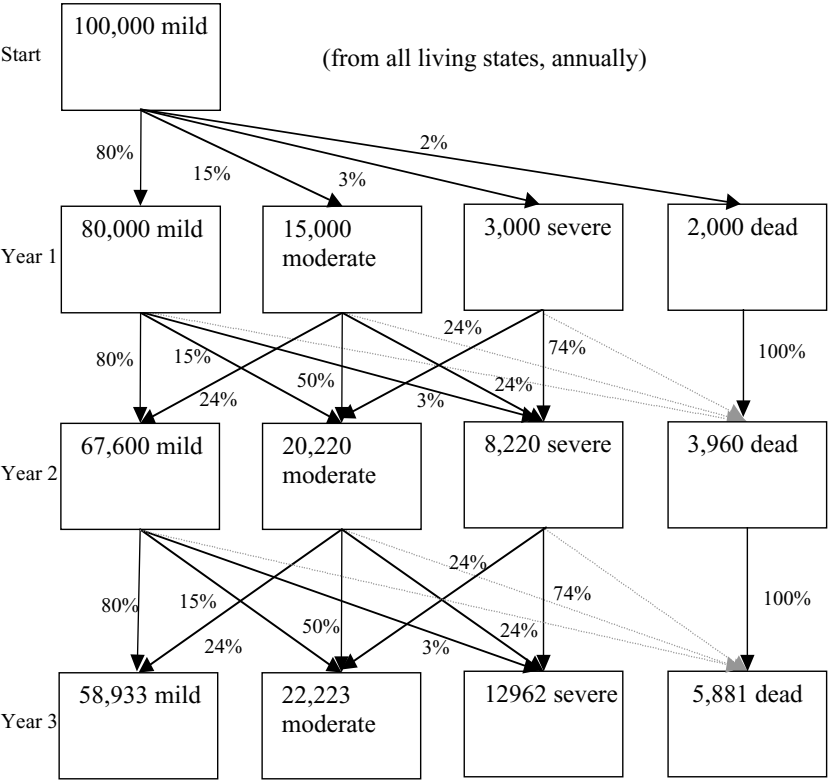 100,000 mild
Start
(from all living states, annually)
80%
15%
3%
2%
Year 1
80,000 mild
15,000
moderate
3,000 severe
2,000 dead
80%
15%
24%
50%
3%
24%
24%
74%
100%
Year 2
67,600 mild
20,220
moderate
8,220 severe
3,960 dead
80%
15%
24%
50%
3%
24%
24%
74%
100%
Year 3
58,933 mild
22,223
moderate
12962 severe
5,881 dead